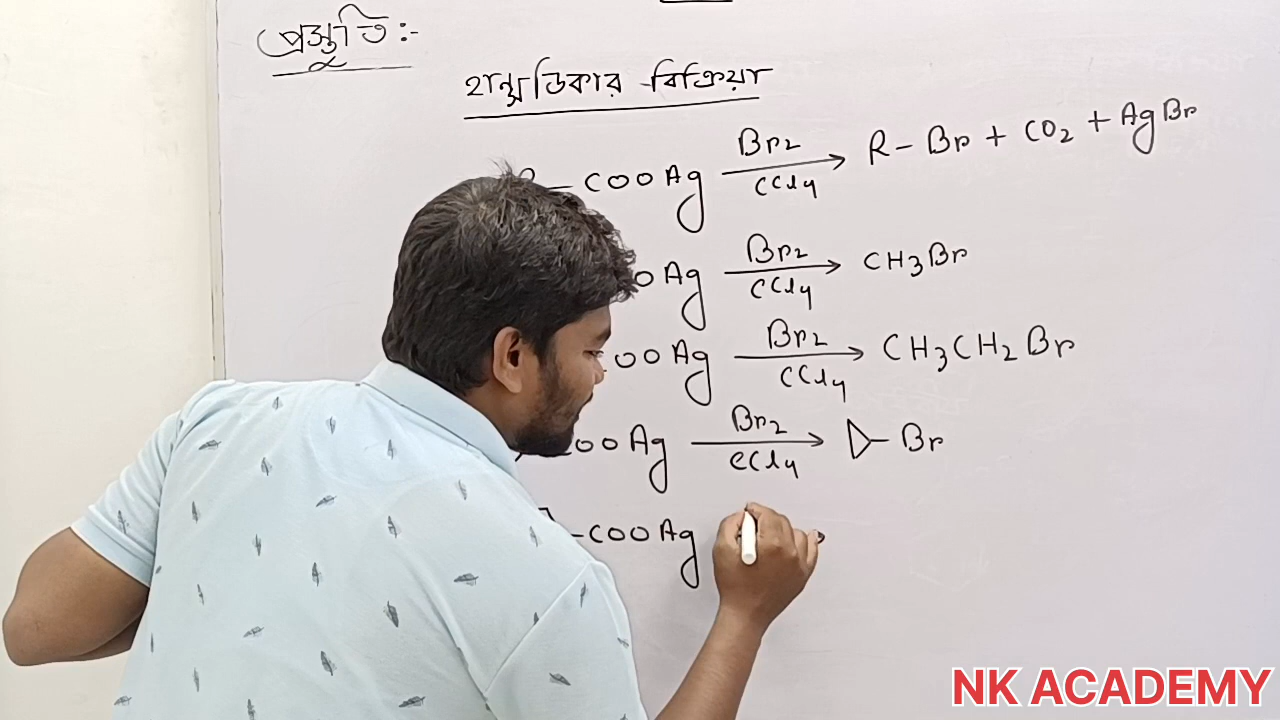 প্রস্তুতি :-
হান্সডিকার বিক্রিয়া
R-COOAg Br2 CCl4 R-Br + CO2 + AgBr
OAg Br2 CCl4 CH3Br
OOAg Br2 CCl4 CH3CH2Br
COOAg Br2 CCl4 -Br
-COOAg
NK ACADEMY